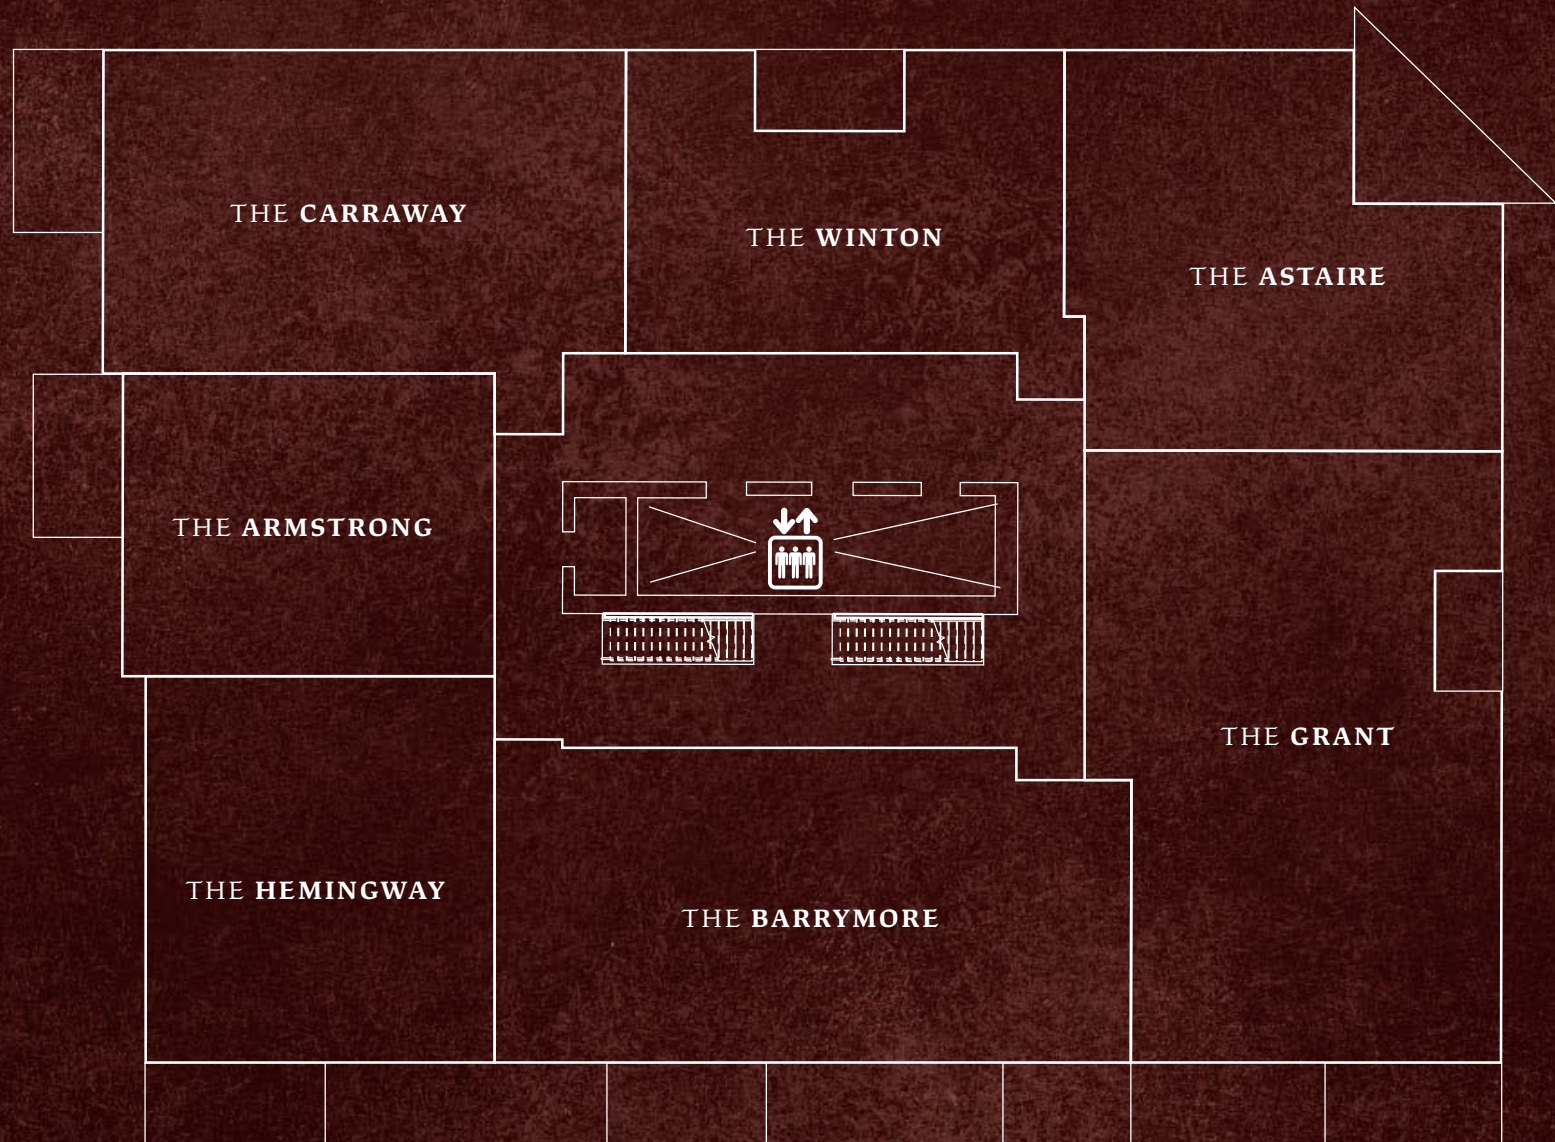 THE CARRAWAY
THE WINTON
THE ASTAIRE
THE ARMSTRONG
THE GRANT
THE HEMINGWAY
THE BARRYMORE